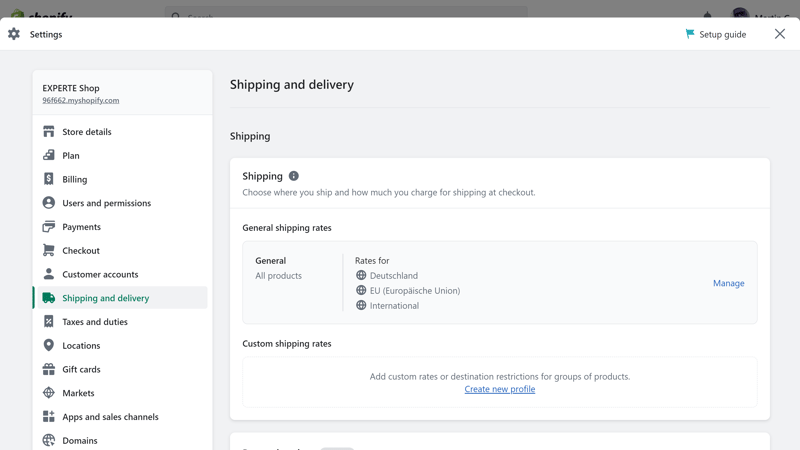 shopify
Search
Settings
Setup guide
EXPERTE Shop
96f662.myshopify.com
Store details
Plan
Billing
Users and permissions
Payments
Checkout
Customer accounts
Shipping and delivery
Taxes and duties
Locations
Gift cards
Markets
Apps and sales channels
Domains
Shipping and delivery
Shipping
Shipping
Choose where you ship and how much you charge for shipping at checkout.
General shipping rates
General
All products
Rates for
Deutschland
EU (Europäische Union)
International
Manage
Custom shipping rates
Add custom rates or destination restrictions for groups of products.
Create new profile